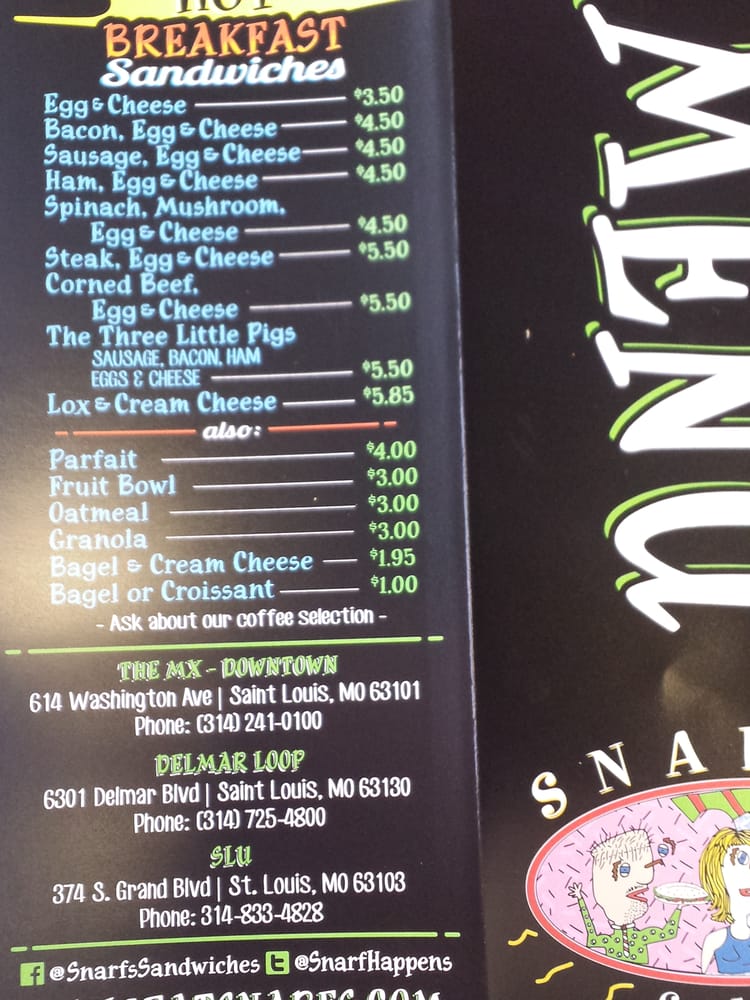 HOT
BREAKFAST
Sandwiches
Egg & Cheese $3.50
Bacon, Egg & Cheese $4.50
Sausage, Egg & Cheese $4.50
Ham, Egg & Cheese $4.50
Spinach, Mushroom,
Egg & Cheese $4.50
Steak, Egg & Cheese $5.50
Corned Beef,
Egg & Cheese $5.50
The Three Little Pigs
SAUSAGE, BACON, HAM
EGGS & CHEESE $5.50
Lox & Cream Cheese $5.85
also:
Parfait $4.00
Fruit Bowl $3.00
Oatmeal $3.00
Granola $3.00
Bagel & Cream Cheese $1.95
Bagel or Croissant $1.00
- Ask about our coffee selection -
THE MX - DOWNTOWN
614 Washington Ave | Saint Louis, MO 63101
Phone: (314) 241-0100
DELMAR LOOP
6301 Delmar Blvd | Saint Louis, MO 63130
Phone: (314) 725-4800
SLU
374 S. Grand Blvd | St. Louis, MO 63103
Phone: 314-833-4828
f @SnarfsSandwiches t @SnarfHappens
MENU
SNA